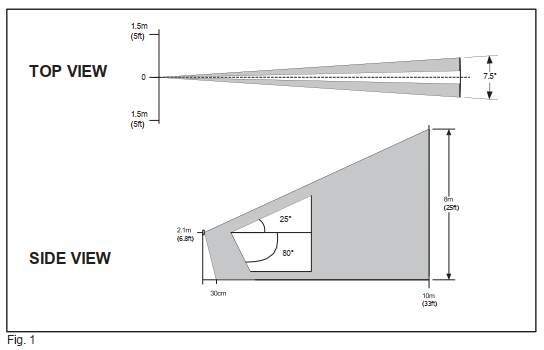 1.5m
(5ft)
TOP VIEW
0
7.5°
1.5m
(5ft)
8m
(25ft)
25°
2.1m
(6.8ft)
80°
SIDE VIEW
30cm
10m
(33ft)
Fig. 1